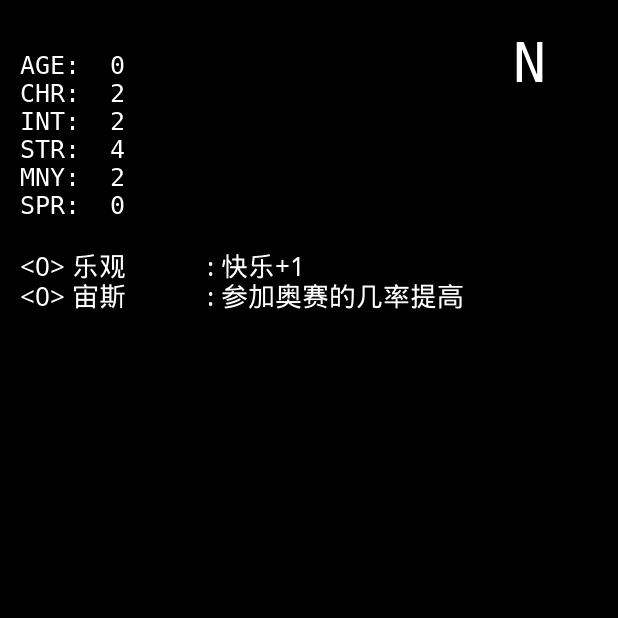 N
AGE: 0
CHR: 2
INT: 2
STR: 4
MNY: 2
SPR: 0
<O> 乐观 : 快乐+1
<O> 宙斯 : 参加奥赛的几率提高